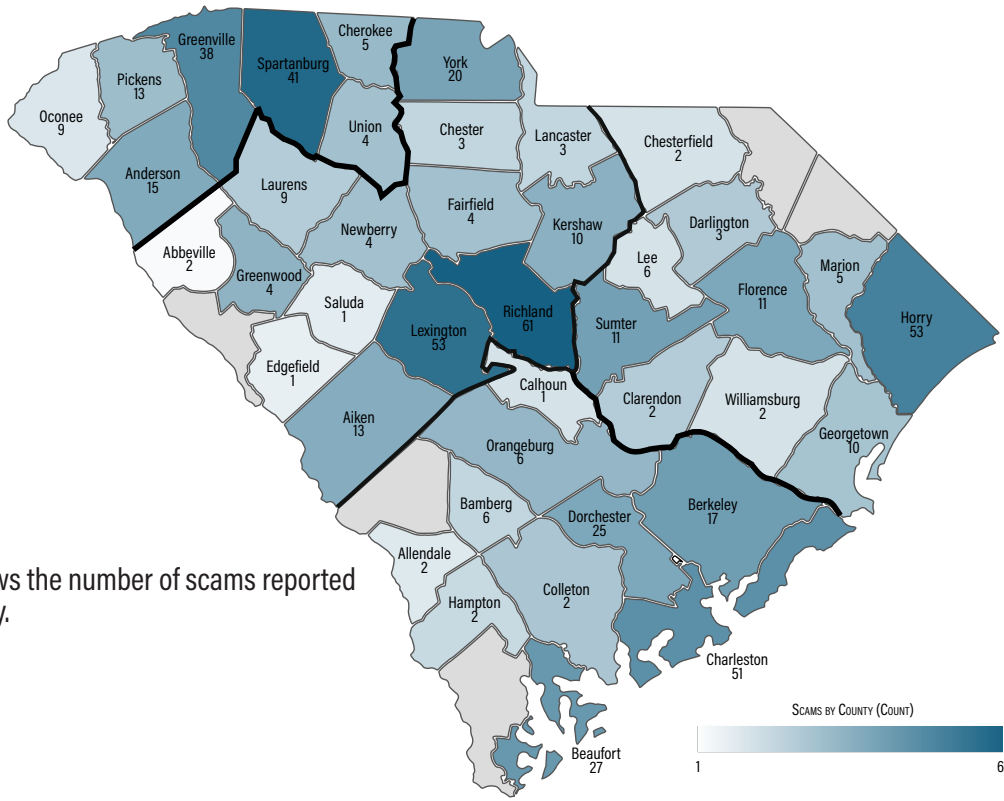 Cherokee
5
Greenville
38
Spartanburg
41
York
20
Pickens
13
Oconee
9
Union
4
Chester
3
Lancaster
3
Chesterfield
2
Anderson
15
Laurens
9
Fairfield
4
Kershaw
10
Darlington
3
Newberry
4
Abbeville
2
Greenwood
4
Lee
6
Marion
5
Florence
11
Saluda
1
Lexington
53
Richland
61
Sumter
11
Horry
53
Edgefield
1
Calhoun
1
Clarendon
2
Williamsburg
2
Aiken
13
Georgetown
10
Orangeburg
6
Bamberg
6
Dorchester
25
Berkeley
17
Allendale
2
Colleton
2
Hampton
2
ws the number of scams reported
y.
Charleston
51
Beaufort
27
Scams by County (Count)
1
6